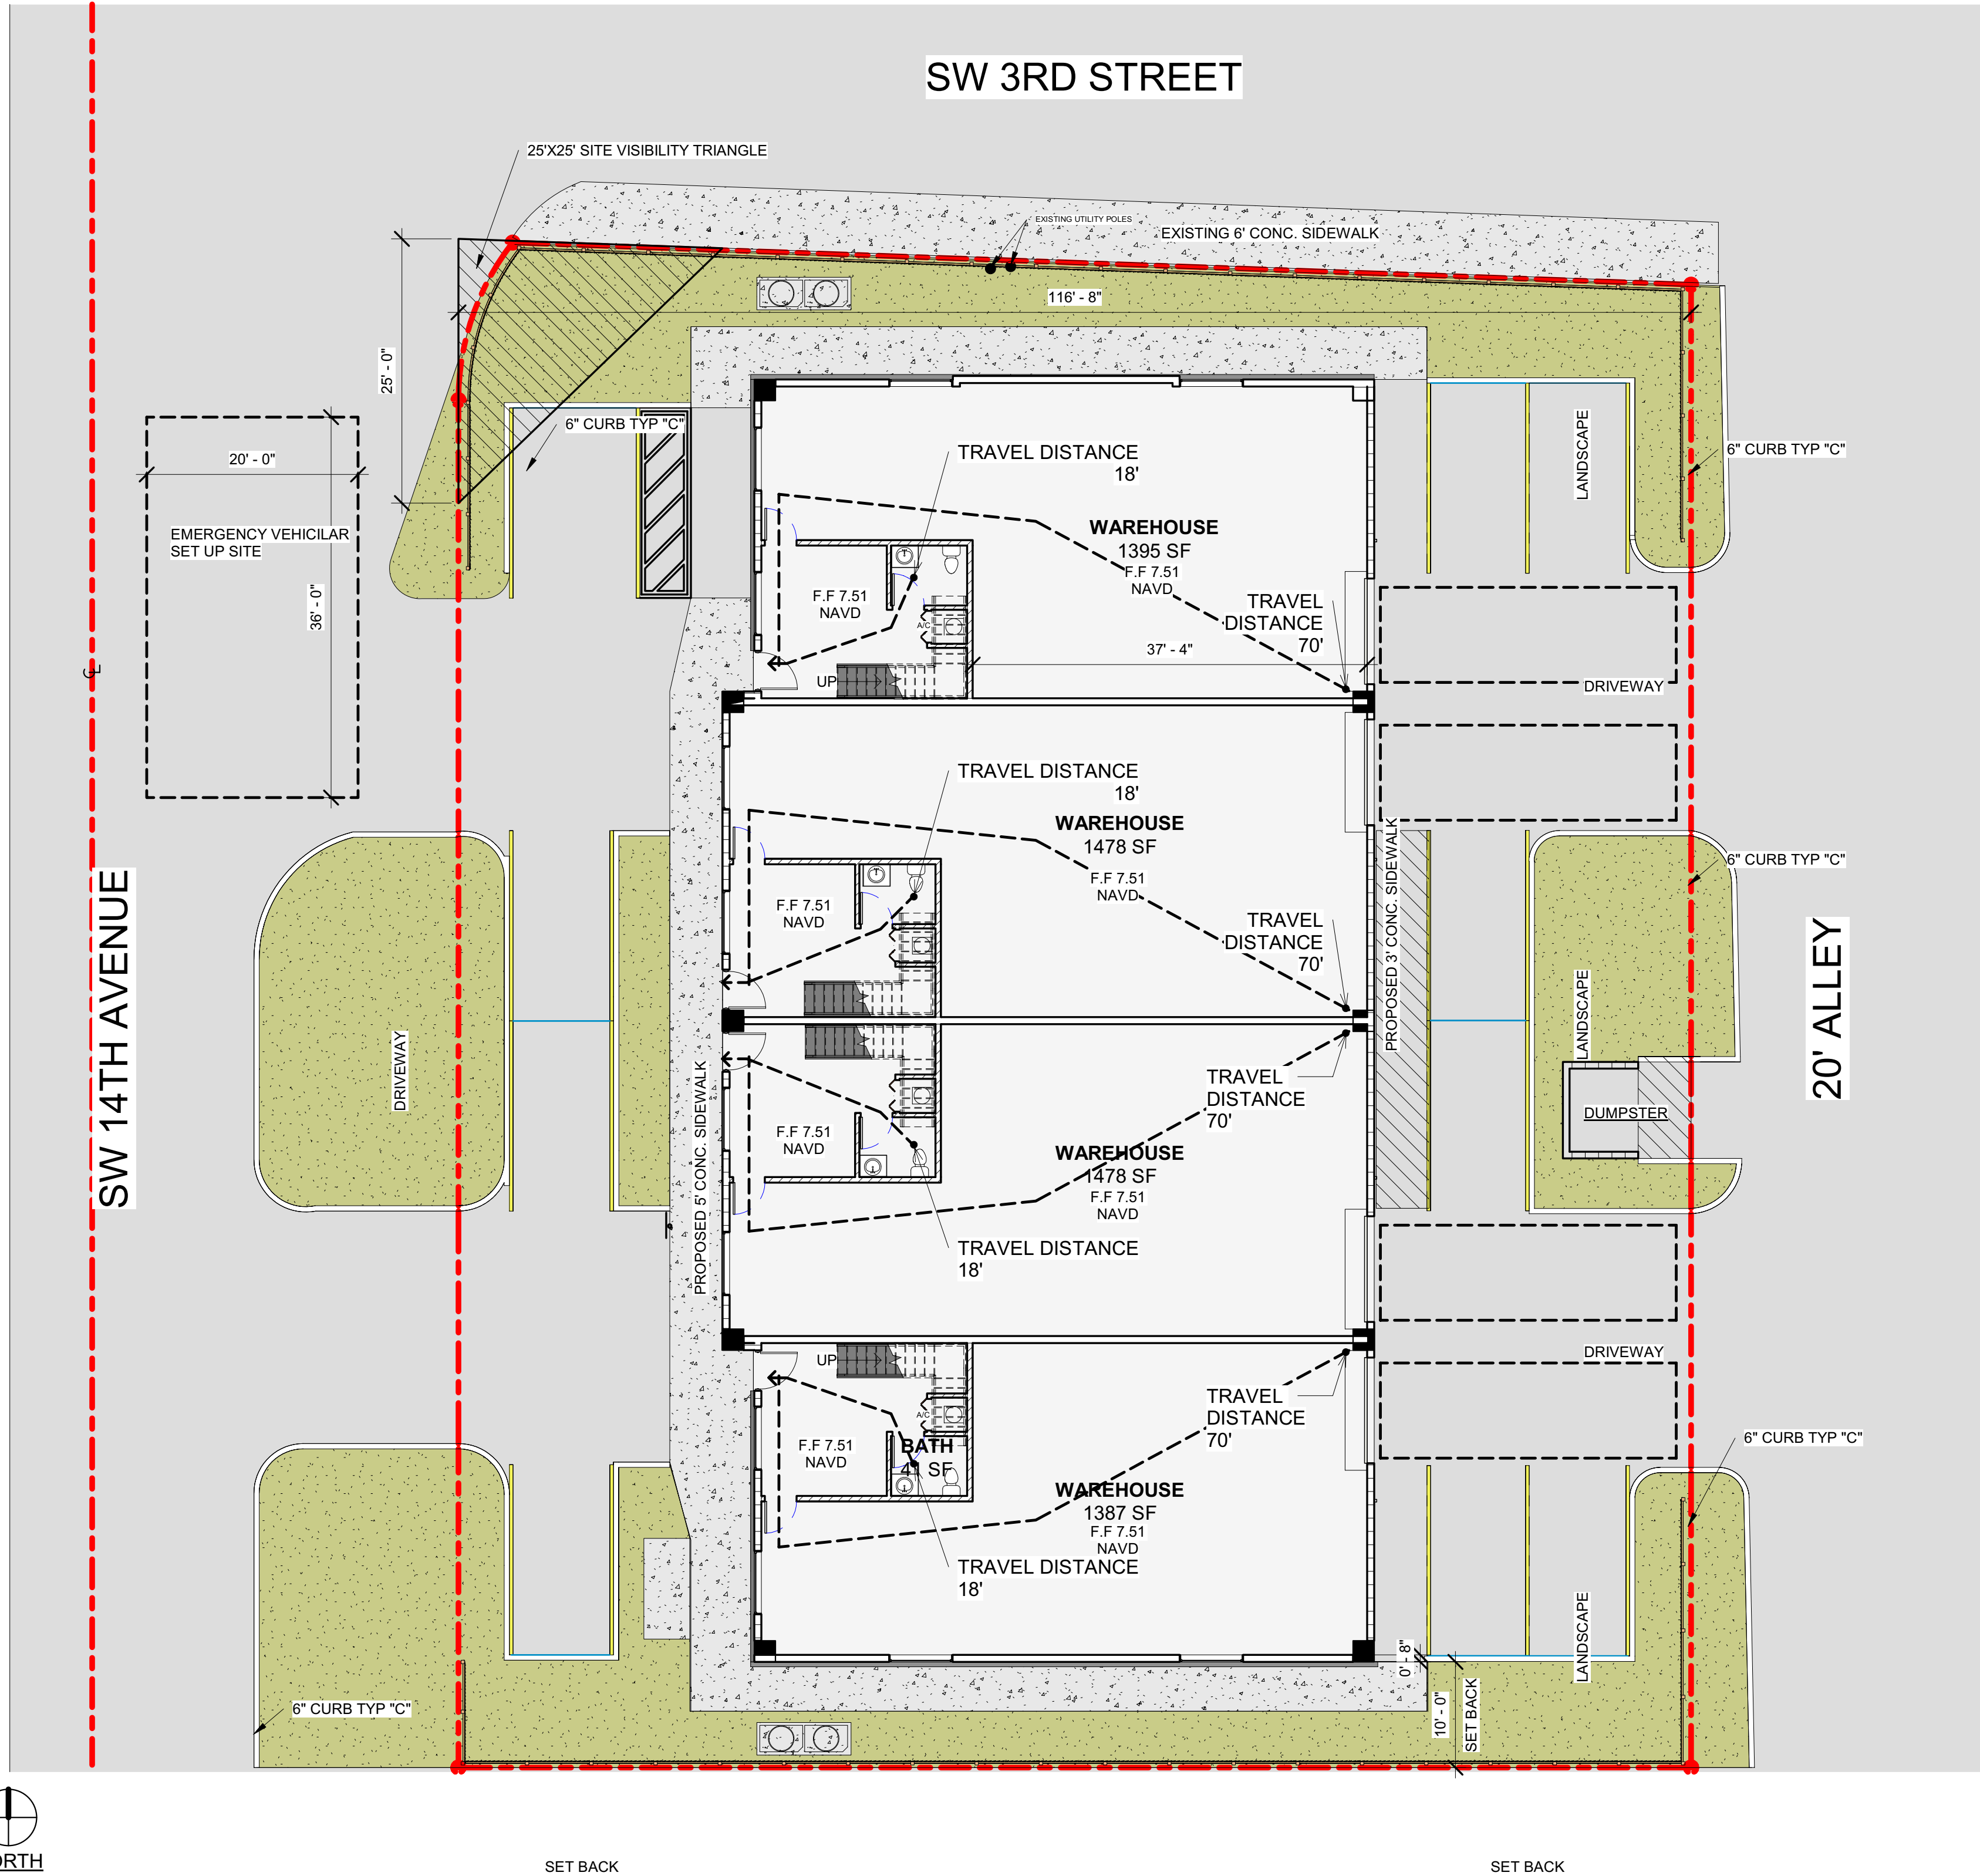 SW 3RD STREET
25'X25' SITE VISIBILITY TRIANGLE
EXISTING UTILITY POLES
EXISTING 6' CONC. SIDEWALK
116' - 8"
25' - 0"
6" CURB TYP "C"
20' - 0"
EMERGENCY VEHICILAR
SET UP SITE
36' - 0"
TRAVEL DISTANCE
18'
WAREHOUSE
1395 SF
F.F 7.51
NAVD
F.F 7.51
NAVD
A/C
UP
TRAVEL
DISTANCE
70'
37' - 4"
LANDSCAPE
6" CURB TYP "C"
DRIVEWAY
TRAVEL DISTANCE
18'
WAREHOUSE
1478 SF
F.F 7.51
NAVD
F.F 7.51
NAVD
TRAVEL
DISTANCE
70'
PROPOSED 3' CONC. SIDEWALK
6" CURB TYP "C"
SW 14TH AVENUE
DRIVEWAY
PROPOSED 5' CONC. SIDEWALK
LANDSCAPE
20' ALLEY
DUMPSTER
TRAVEL
DISTANCE
70'
F.F 7.51
NAVD
WAREHOUSE
1478 SF
F.F 7.51
NAVD
TRAVEL DISTANCE
18'
DRIVEWAY
UP
A/C
TRAVEL
DISTANCE
70'
F.F 7.51
NAVD
BATH
41 SF
WAREHOUSE
1387 SF
F.F 7.51
NAVD
TRAVEL DISTANCE
18'
6" CURB TYP "C"
LANDSCAPE
0' - 8"
10' - 0"
SET BACK
6" CURB TYP "C"
SET BACK
SET BACK